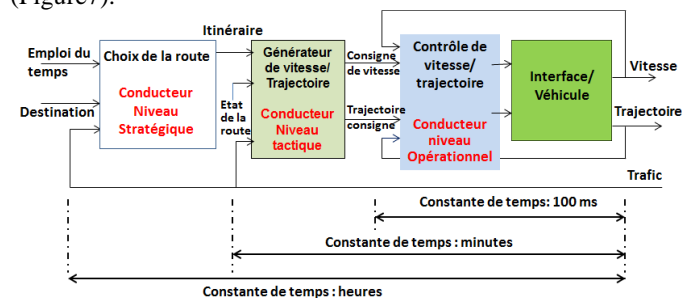 (Figure7).
Itinéraire
Emploi du
temps
Destination
Choix de la route
Conducteur
Niveau
Stratégique
Générateur
de vitesse/
Trajectoire
Conducteur
Niveau
tactique
Etat
de la
route
Consigne
de vitesse
Trajectoire
consigne
Contrôle de
vitesse/
trajectoire
Conducteur
niveau
Opérationnel
Interface/
Véhicule
Vitesse
Trajectoire
Trafic
Constante de temps: 100 ms
Constante de temps : minutes
Constante de temps : heures